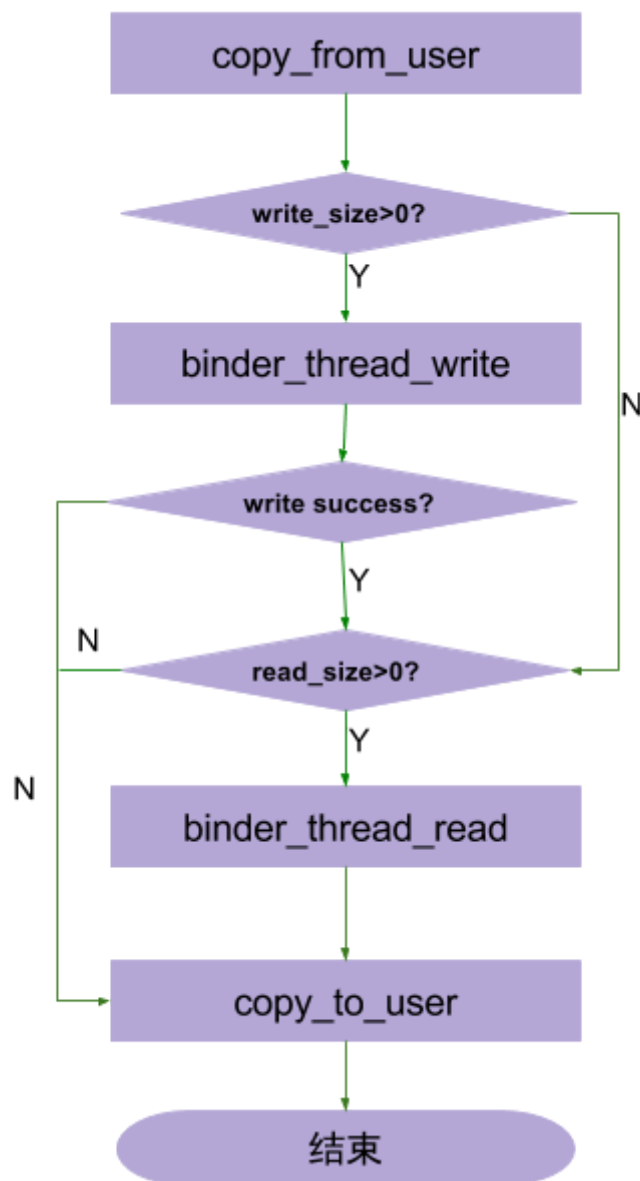 copy_from_user
write_size>0?
Y
binder_thread_write
N
write success?
Y
N
read_size>0?
Y
N
binder_thread_read
copy_to_user
结束